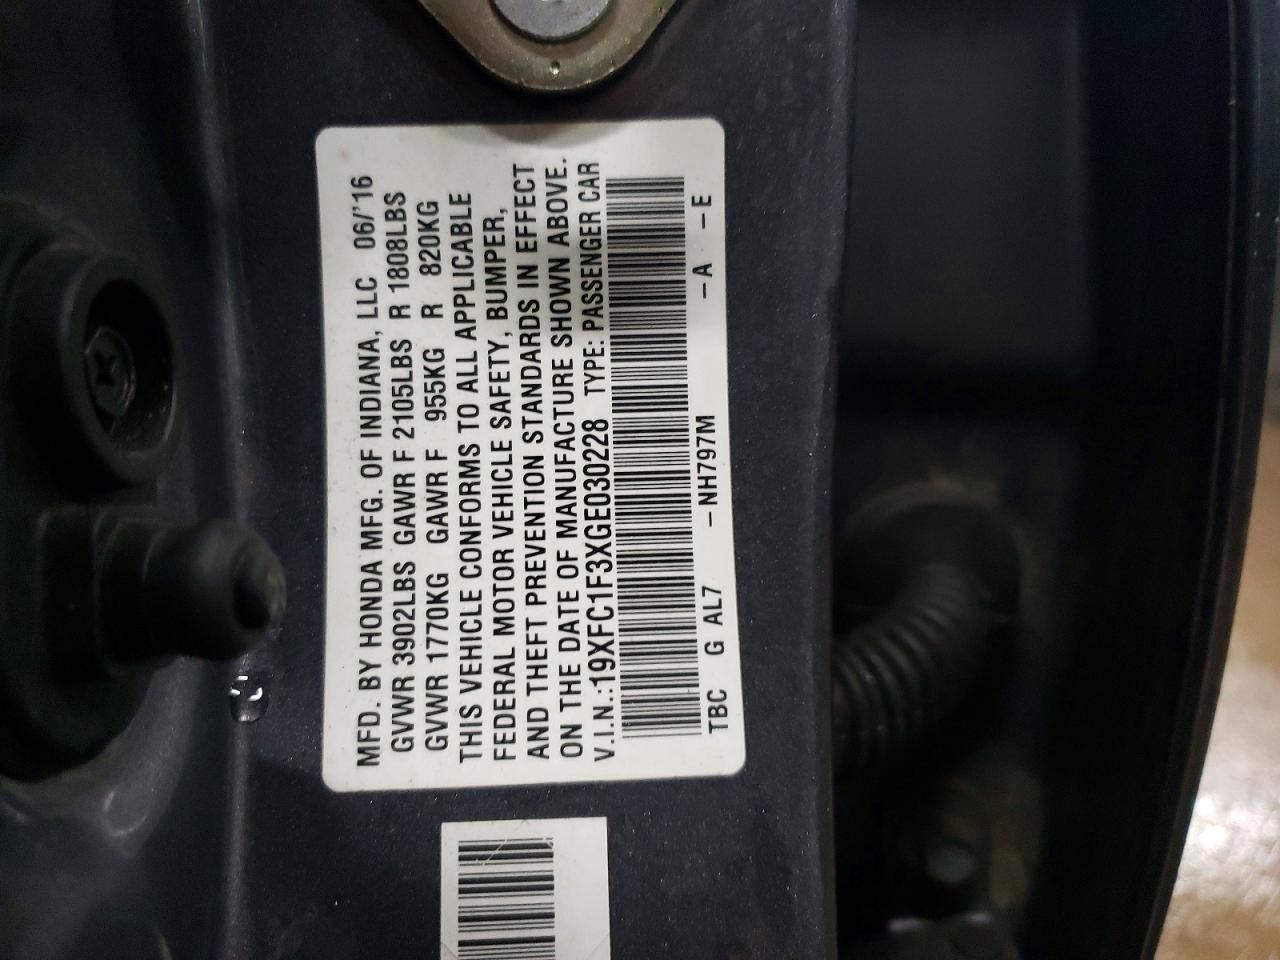 MFD. BY HONDA MFG. OF INDIANA, LLC 06/'16
GVWR 3902LBS GAWR F 2105LBS R 1808LBS
GVWR 1770KG GAWR F 955KG R 820KG
THIS VEHICLE CONFORMS TO ALL APPLICABLE
FEDERAL MOTOR VEHICLE SAFETY, BUMPER,
AND THEFT PREVENTION STANDARDS IN EFFECT
ON THE DATE OF MANUFACTURE SHOWN ABOVE.
V.I.N.:19XFC1F3XGE030228 TYPE: PASSENGER CAR
TBC G AL7 -NH797M -A -E